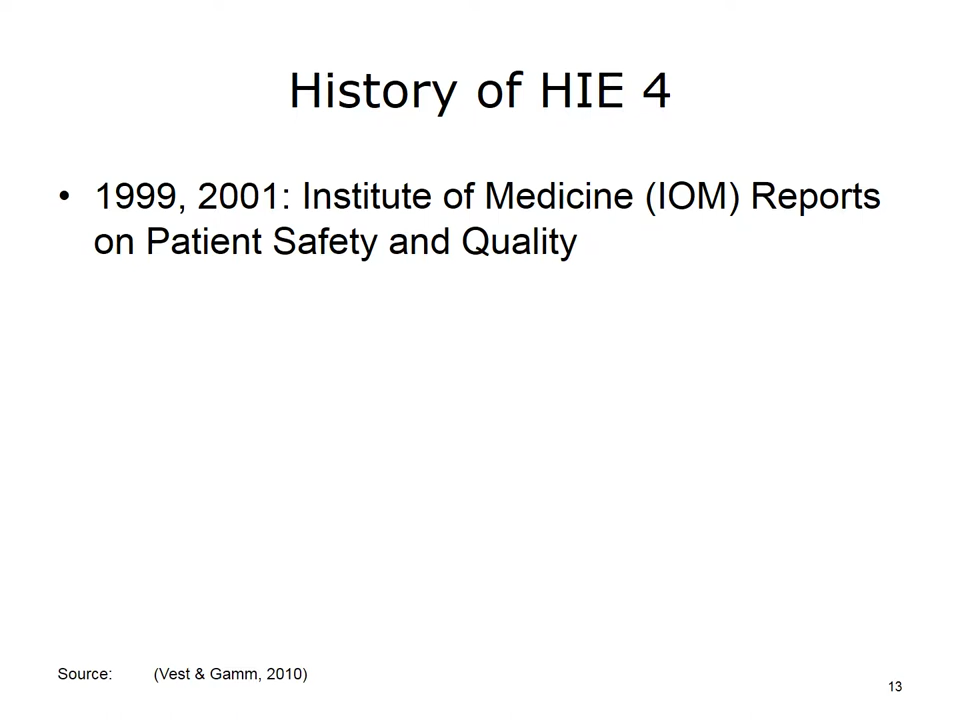 History of HIE 4
• 1999, 2001: Institute of Medicine (IOM) Reports
on Patient Safety and Quality
Source: (Vest & Gamm, 2010)
13